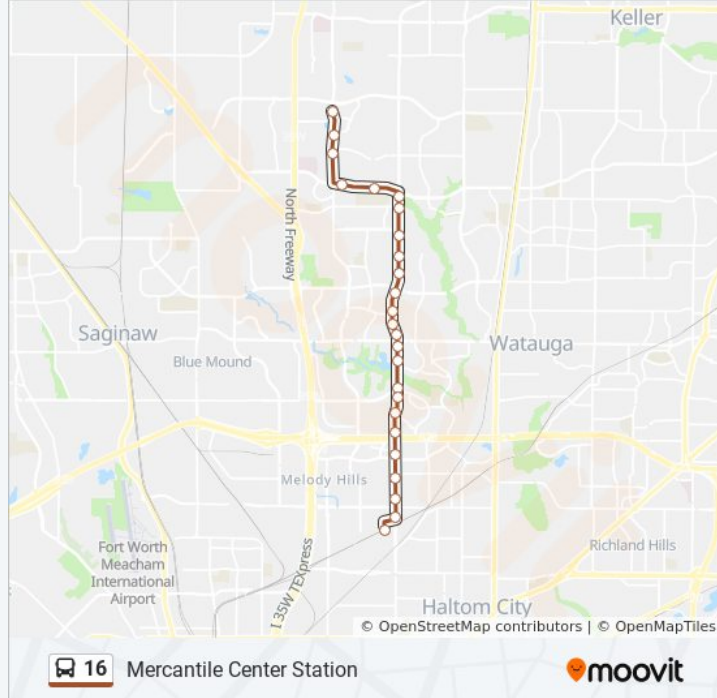 Keller
North Freeway
Saginaw
Watauga
Blue Mound
Melody Hills
Fort Worth
Meacham
International
Airport
I 35W TEXpress
Richland Hills
Haltom City
© OpenStreetMap contributors | © OpenMapTiles
16 Mercantile Center Station
moovit